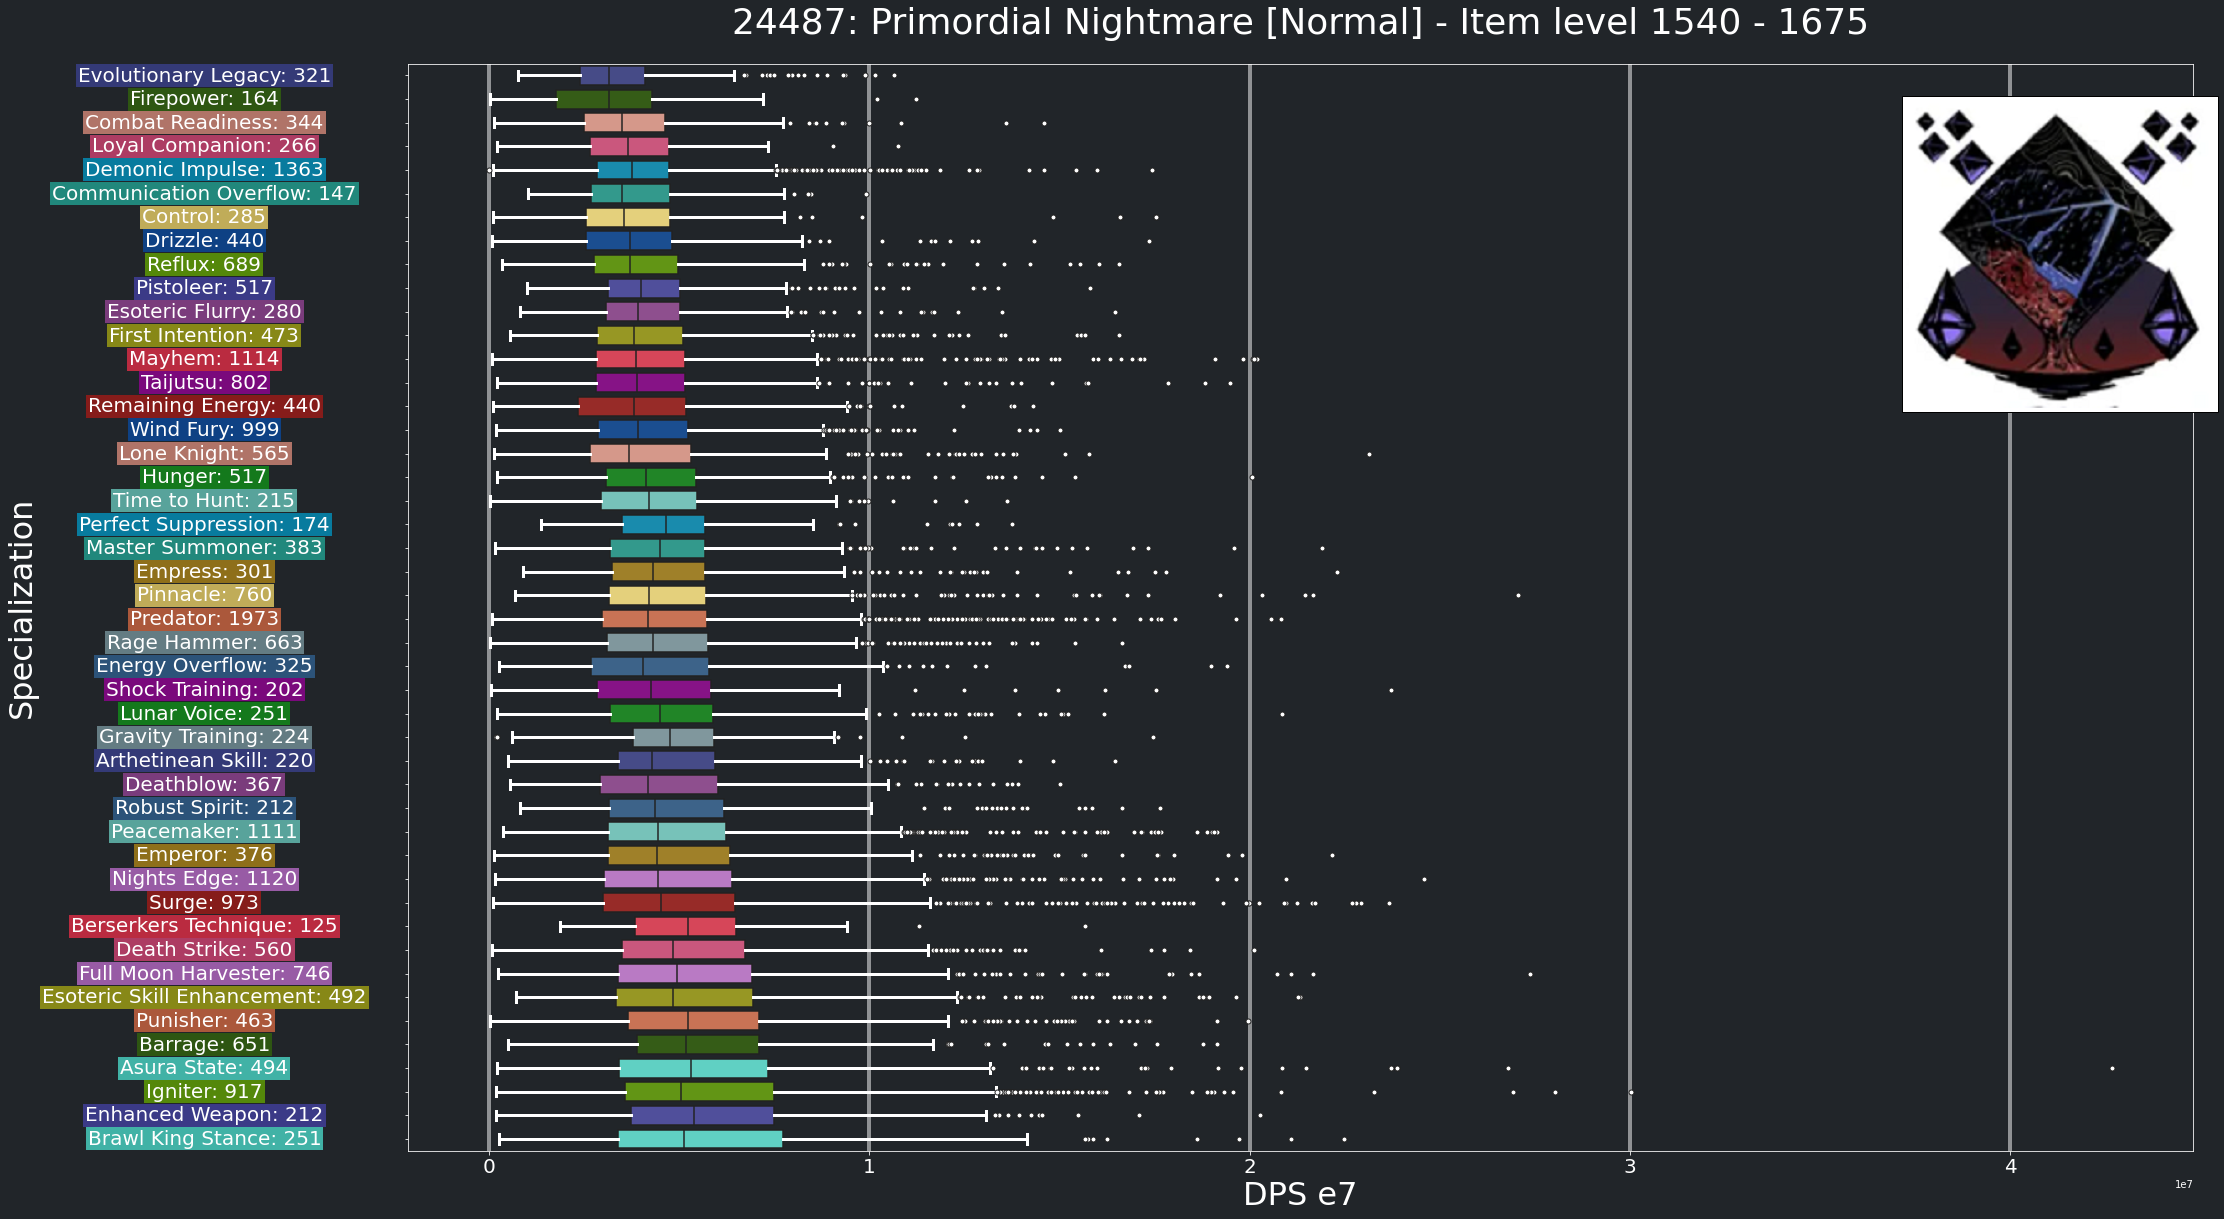 24487: Primordial Nightmare [Normal] - Item level 1540 - 1675
Evolutionary Legacy: 321
Firepower: 164
Combat Readiness: 344
Loyal Companion: 266
Demonic Impulse: 1363
Communication Overflow: 147
Control: 285
Drizzle: 440
Reflux: 689
Pistoleer: 517
Esoteric Flurry: 280
First Intention: 473
Mayhem: 1114
Taijutsu: 802
Remaining Energy: 440
Wind Fury: 999
Lone Knight: 565
Hunger: 517
Time to Hunt: 215
Perfect Suppression: 174
Master Summoner: 383
Empress: 301
Pinnacle: 760
Predator: 1973
Rage Hammer: 663
Energy Overflow: 325
Shock Training: 202
Lunar Voice: 251
Gravity Training: 224
Arthetinean Skill: 220
Deathblow: 367
Robust Spirit: 212
Peacemaker: 1111
Emperor: 376
Nights Edge: 1120
Surge: 973
Berserkers Technique: 125
Death Strike: 560
Full Moon Harvester: 746
Esoteric Skill Enhancement: 492
Punisher: 463
Barrage: 651
Asura State: 494
Igniter: 917
Enhanced Weapon: 212
Brawl King Stance: 251
Specialization
0 1 2 3 4
DPS e7
1e7